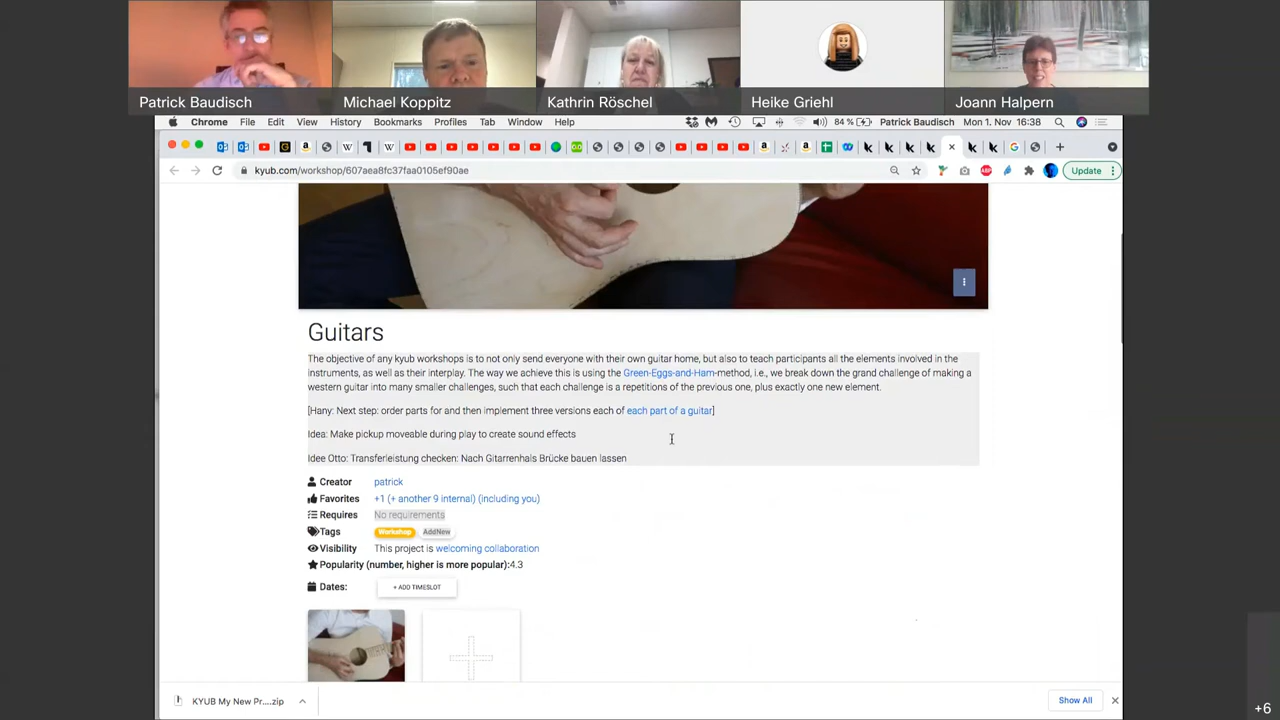 Patrick Baudisch
Michael Koppitz
Kathrin Röschel
Heike Griehl
Joann Halpern
Chrome File Edit View History Bookmarks Profiles Tab Window Help
84 % Patrick Baudisch Mon 1. Nov 16:38
kyub.com/workshop/607aea8fc37faa0105ef90ae
Update
Guitars
The objective of any kyub workshops is to not only send everyone with their own guitar home, but also to teach participants all the elements involved in the
instruments, as well as their interplay. The way we achieve this is using the Green-Eggs-and-Ham-method, i.e., we break down the grand challenge of making a
western guitar into many smaller challenges, such that each challenge is a repetitions of the previous one, plus exactly one new element.
[Hany: Next step: order parts for and then implement three versions each of each part of a guitar]
Idea: Make pickup moveable during play to create sound effects
Idee Otto: Transferleistung checken: Nach Gitarrenhals Brücke bauen lassen
Creator patrick
Favorites +1 (+ another 9 internal) (including you)
Requires No requirements
Tags Workshop AddNew
Visibility This project is welcoming collaboration
Popularity (number, higher is more popular):4.3
Dates: + ADD TIMESLOT
KYUB My New Pr....zip
Show All
+6